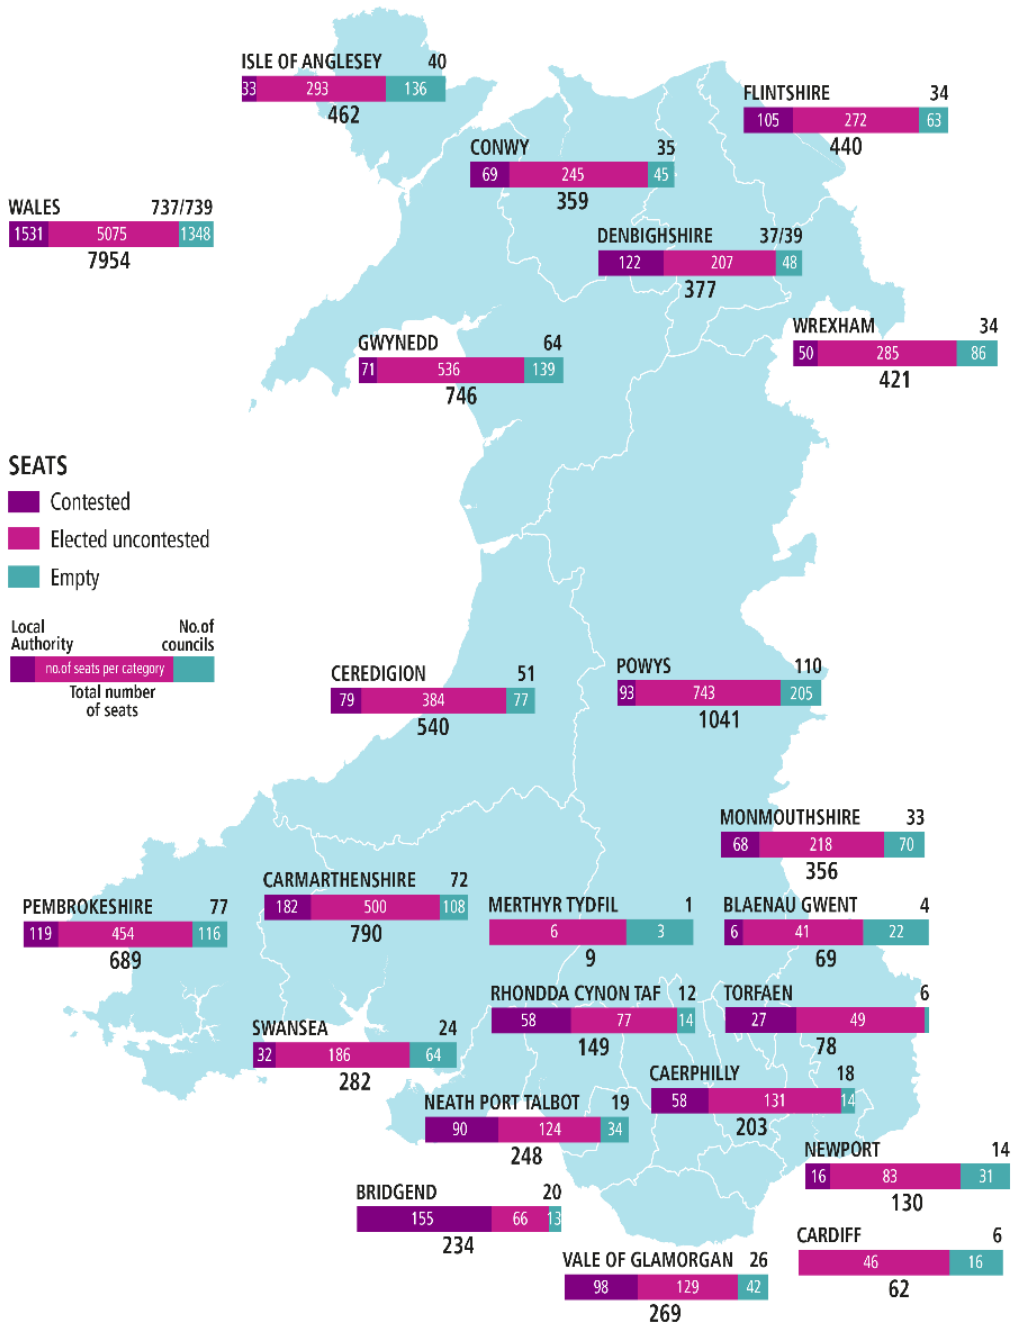 ISLE OF ANGLESEY 40
33 293 136
462
FLINTSHIRE 34
105 272 63
440
CONWY 35
69 245 45
359
WALES 737/739
1531 5075 1348
7954
DENBIGHSHIRE 37/39
122 207 48
377
WREXHAM 34
50 285 86
421
GWYNEDD 64
71 536 139
746
SEATS
Contested
Elected uncontested
Empty
Local Authority
No.of councils
no.of seats per category
Total number
of seats
CEREDIGION 51
79 384 77
540
POWYS 110
93 743 205
1041
MONMOUTHSHIRE 33
68 218 70
356
CARMARTHENSHIRE 72
182 500 108
790
PEMBROKESHIRE 77
119 454 116
689
MERTHYR TYDFIL 1
6 3
9
BLAENAU GWENT 4
6 41 22
69
RHONDDA CYNON TAF 12
58 77 14
149
TORFAEN 6
27 49
78
SWANSEA 24
32 186 64
282
CAERPHILLY 18
58 131 14
203
NEATH PORT TALBOT 19
90 124 34
248
NEWPORT 14
16 83 31
130
BRIDGEND 20
155 66 13
234
CARDIFF 6
46 16
62
VALE OF GLAMORGAN 26
98 129 42
269